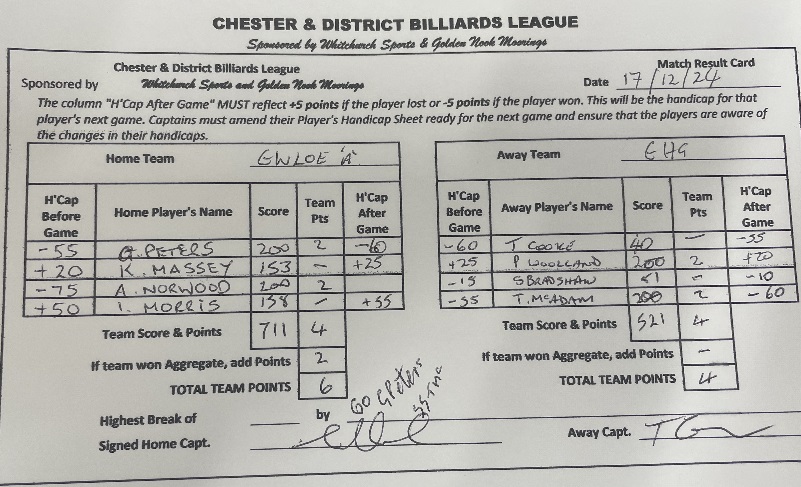 CHESTER & DISTRICT BILLIARDS LEAGUE
Sponsored by Whitchurch Sports & Golden Nook Moorings
Chester & District Billiards League
Match Result Card
Sponsored by Whitchurch Sports and Golden Nook Moorings
Date 17/12/24
The column "H'Cap After Game" MUST reflect +5 points if the player lost or -5 points if the player won. This will be the handicap for that
player's next game. Captains must amend their Player's Handicap Sheet ready for the next game and ensure that the players are aware of
the changes in their handicaps.
Home Team EWLOE 'A'
H'Cap Before Game Home Player's Name Score Team Pts H'Cap After Game
-55 G. PETERS 200 2 -60
+20 K. MASSEY 153 - +25
-75 A. NORWOOD 200 2
+50 I. MORRIS 158 - +55
Team Score & Points 711 4
If team won Aggregate, add Points 2
TOTAL TEAM POINTS 6
Away Team EHG
H'Cap Before Game Away Player's Name Score Team Pts H'Cap After Game
-60 T COOKE 40 - -55
+25 P WOOLLAND 200 2 +20
-15 S BRADSHAW 81 - -10
-55 T. McADAM 200 2 -60
Team Score & Points 521 4
If team won Aggregate, add Points -
TOTAL TEAM POINTS 4
Highest Break of by
60 G Peters
55 T Mc
Signed Home Capt.
Away Capt.